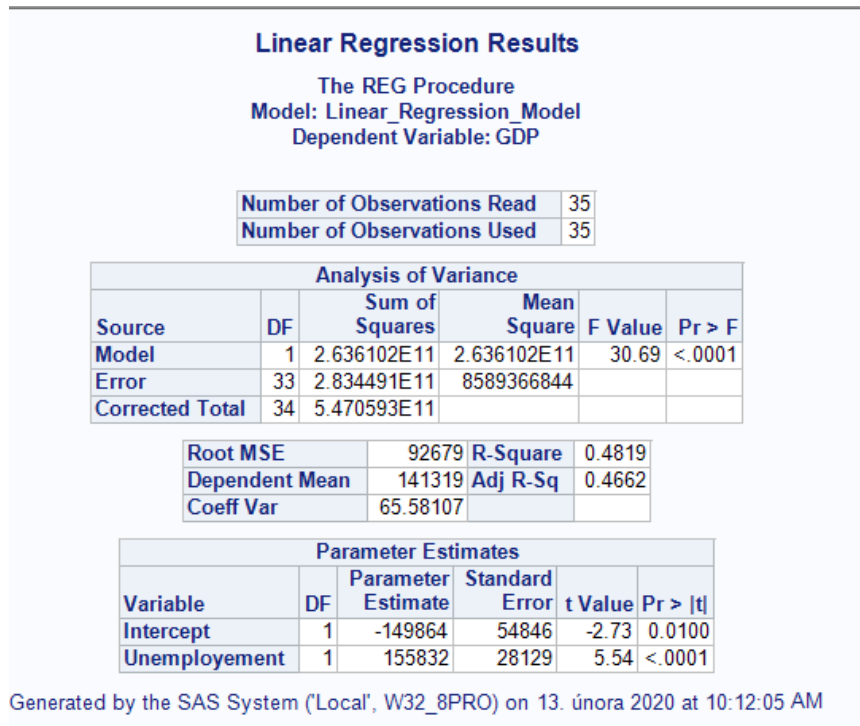 Linear Regression Results
The REG Procedure
Model: Linear_Regression_Model
Dependent Variable: GDP
Number of Observations Read 35
Number of Observations Used 35
Analysis of Variance
Source DF Sum of Squares Mean Square F Value Pr > F
Model 1 2.636102E11 2.636102E11 30.69 <.0001
Error 33 2.834491E11 8589366844
Corrected Total 34 5.470593E11
Root MSE 92679 R-Square 0.4819
Dependent Mean 141319 Adj R-Sq 0.4662
Coeff Var 65.58107
Parameter Estimates
Variable DF Parameter Estimate Standard Error t Value Pr > |t|
Intercept 1 -149864 54846 -2.73 0.0100
Unemployement 1 155832 28129 5.54 <.0001
Generated by the SAS System ('Local', W32_8PRO) on 13. února 2020 at 10:12:05 AM